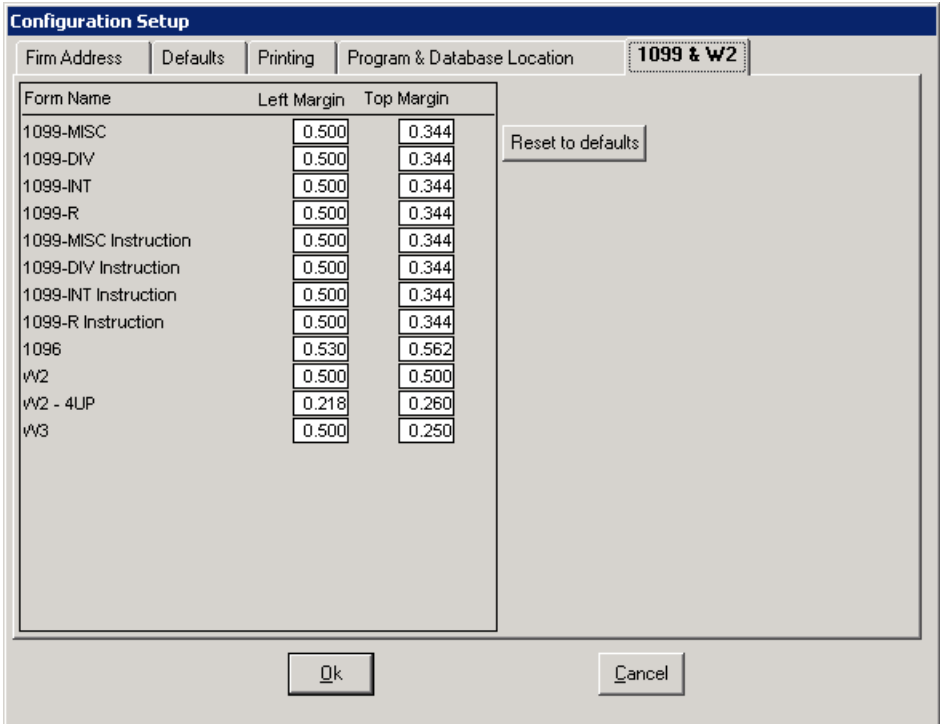 Configuration Setup
Firm Address Defaults Printing Program & Database Location 1099 & W2
Form Name Left Margin Top Margin
1099-MISC 0.500 0.344
1099-DIV 0.500 0.344
1099-INT 0.500 0.344
1099-R 0.500 0.344
1099-MISC Instruction 0.500 0.344
1099-DIV Instruction 0.500 0.344
1099-INT Instruction 0.500 0.344
1099-R Instruction 0.500 0.344
1096 0.530 0.562
W2 0.500 0.500
W2 - 4UP 0.218 0.260
W3 0.500 0.250
Reset to defaults
Ok Cancel